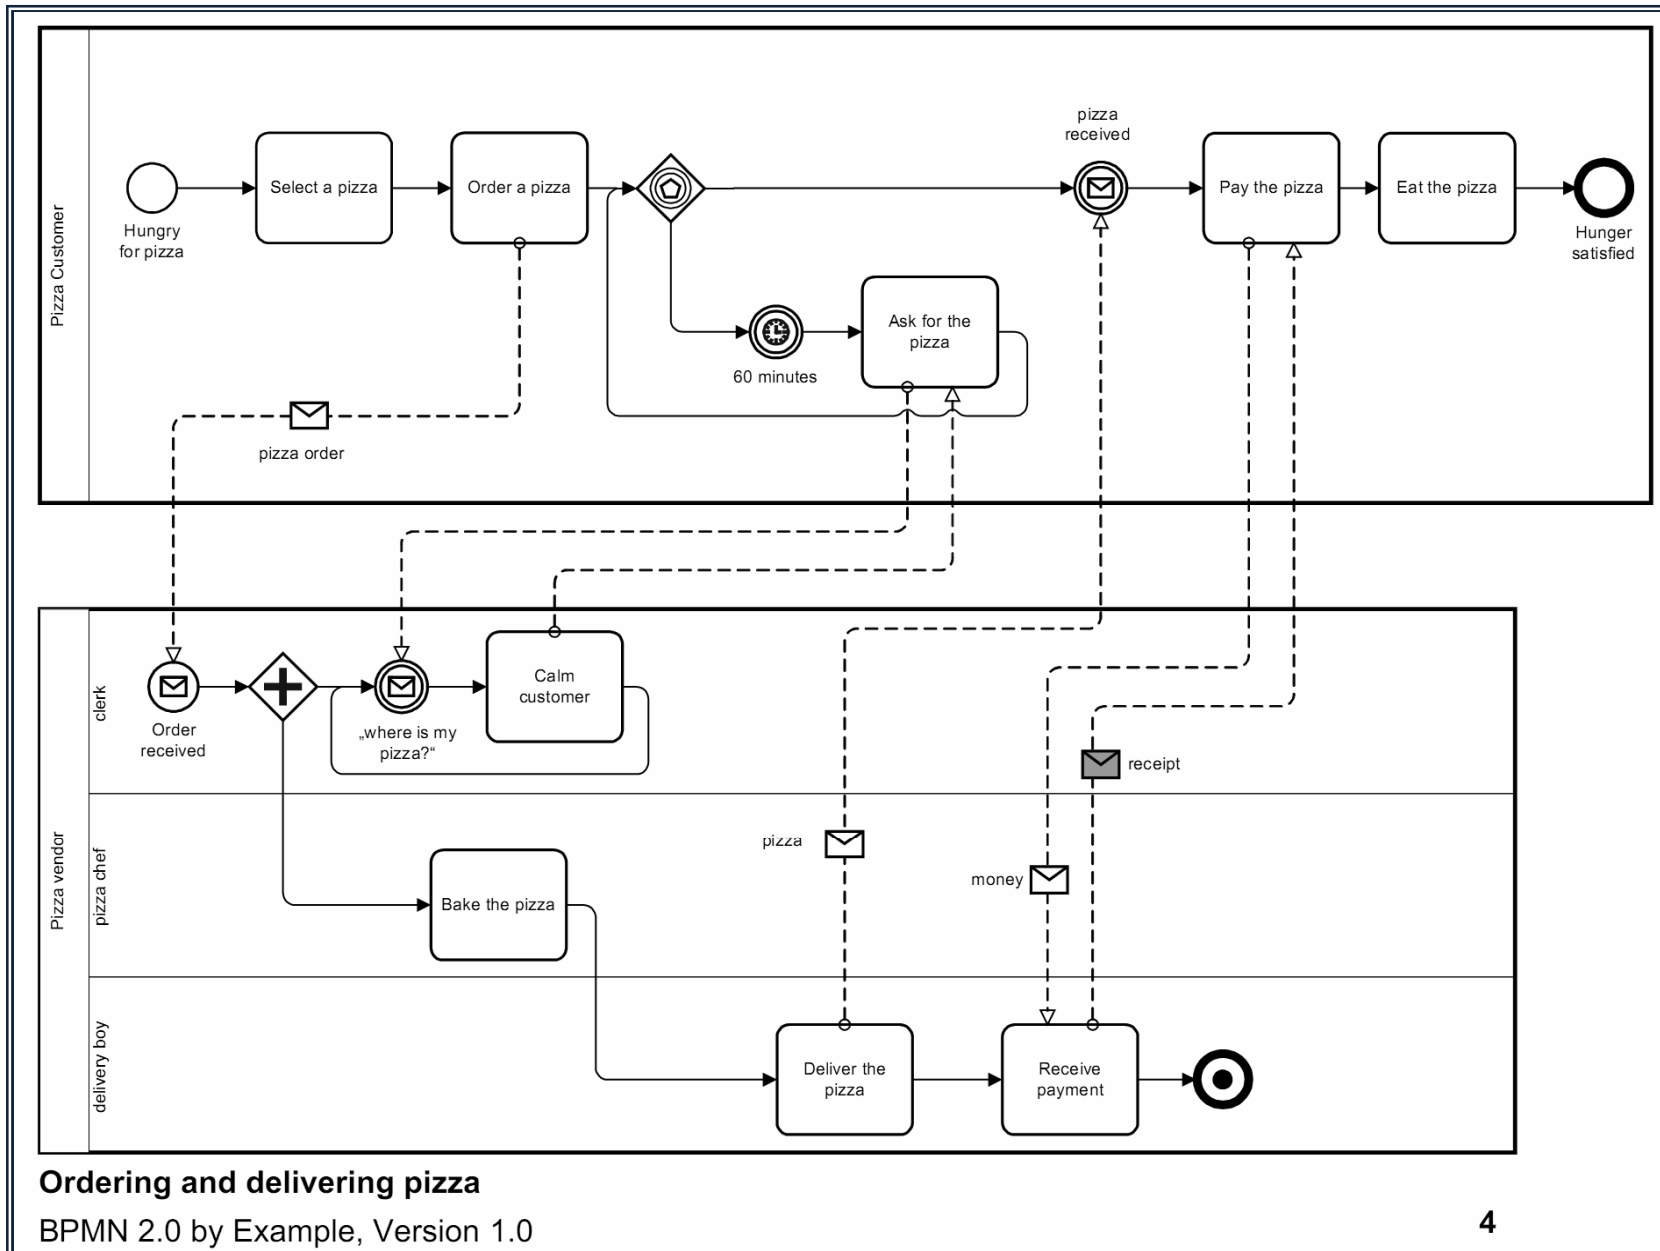 Pizza Customer
Hungry
for pizza
Select a pizza
Order a pizza
pizza
received
Pay the pizza
Eat the pizza
Hunger
satisfied
60 minutes
Ask for the
pizza
pizza order
Pizza vendor
clerk
Order
received
„where is my
pizza?“
Calm
customer
receipt
pizza chef
Bake the pizza
pizza
money
delivery boy
Deliver the
pizza
Receive
payment
Ordering and delivering pizza
BPMN 2.0 by Example, Version 1.0
4